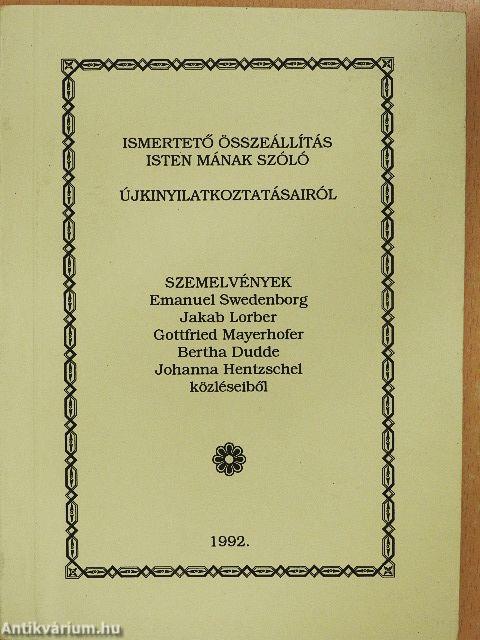 ISMERTETŐ ÖSSZEÁLLÍTÁS
ISTEN MÁNAK SZÓLÓ
ÚJKINYILATKOZTATÁSAIRÓL
SZEMELVÉNYEK
Emanuel Swedenborg
Jakab Lorber
Gottfried Mayerhofer
Bertha Dudde
Johanna Hentzschel
közléseiből
1992.
Antikvárium.hu